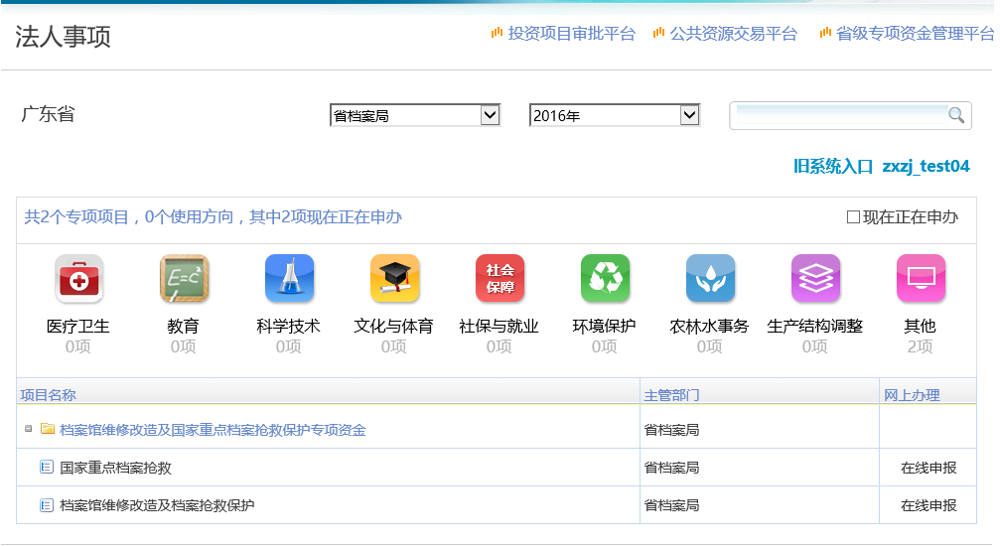 法人事项
投资项目审批平台 公共资源交易平台 省级专项资金管理平台
广东省 省档案局 2016年
旧系统入口 zxzj_test04
共2个专项项目，0个使用方向，其中2项现在正在申办 现在正在申办
E=c²
社会
保障
医疗卫生 教育 科学技术 文化与体育 社保与就业 环境保护 农林水事务 生产结构调整 其他
0项 0项 0项 0项 0项 0项 0项 0项 2项
项目名称 主管部门 网上办理
档案馆维修改造及国家重点档案抢救保护专项资金 省档案局
国家重点档案抢救 省档案局 在线申报
档案馆维修改造及档案抢救保护 省档案局 在线申报